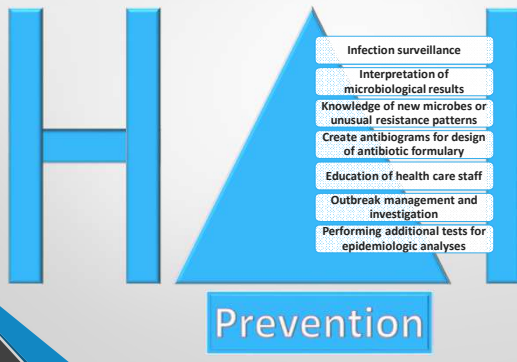 HAI
Infection surveillance
Interpretation of
microbiological results
Knowledge of new microbes or
unusual resistance patterns
Create antibiograms for design
of antibiotic formulary
Education of health care staff
Outbreak management and
investigation
Performing additional tests for
epidemiologic analyses
Prevention